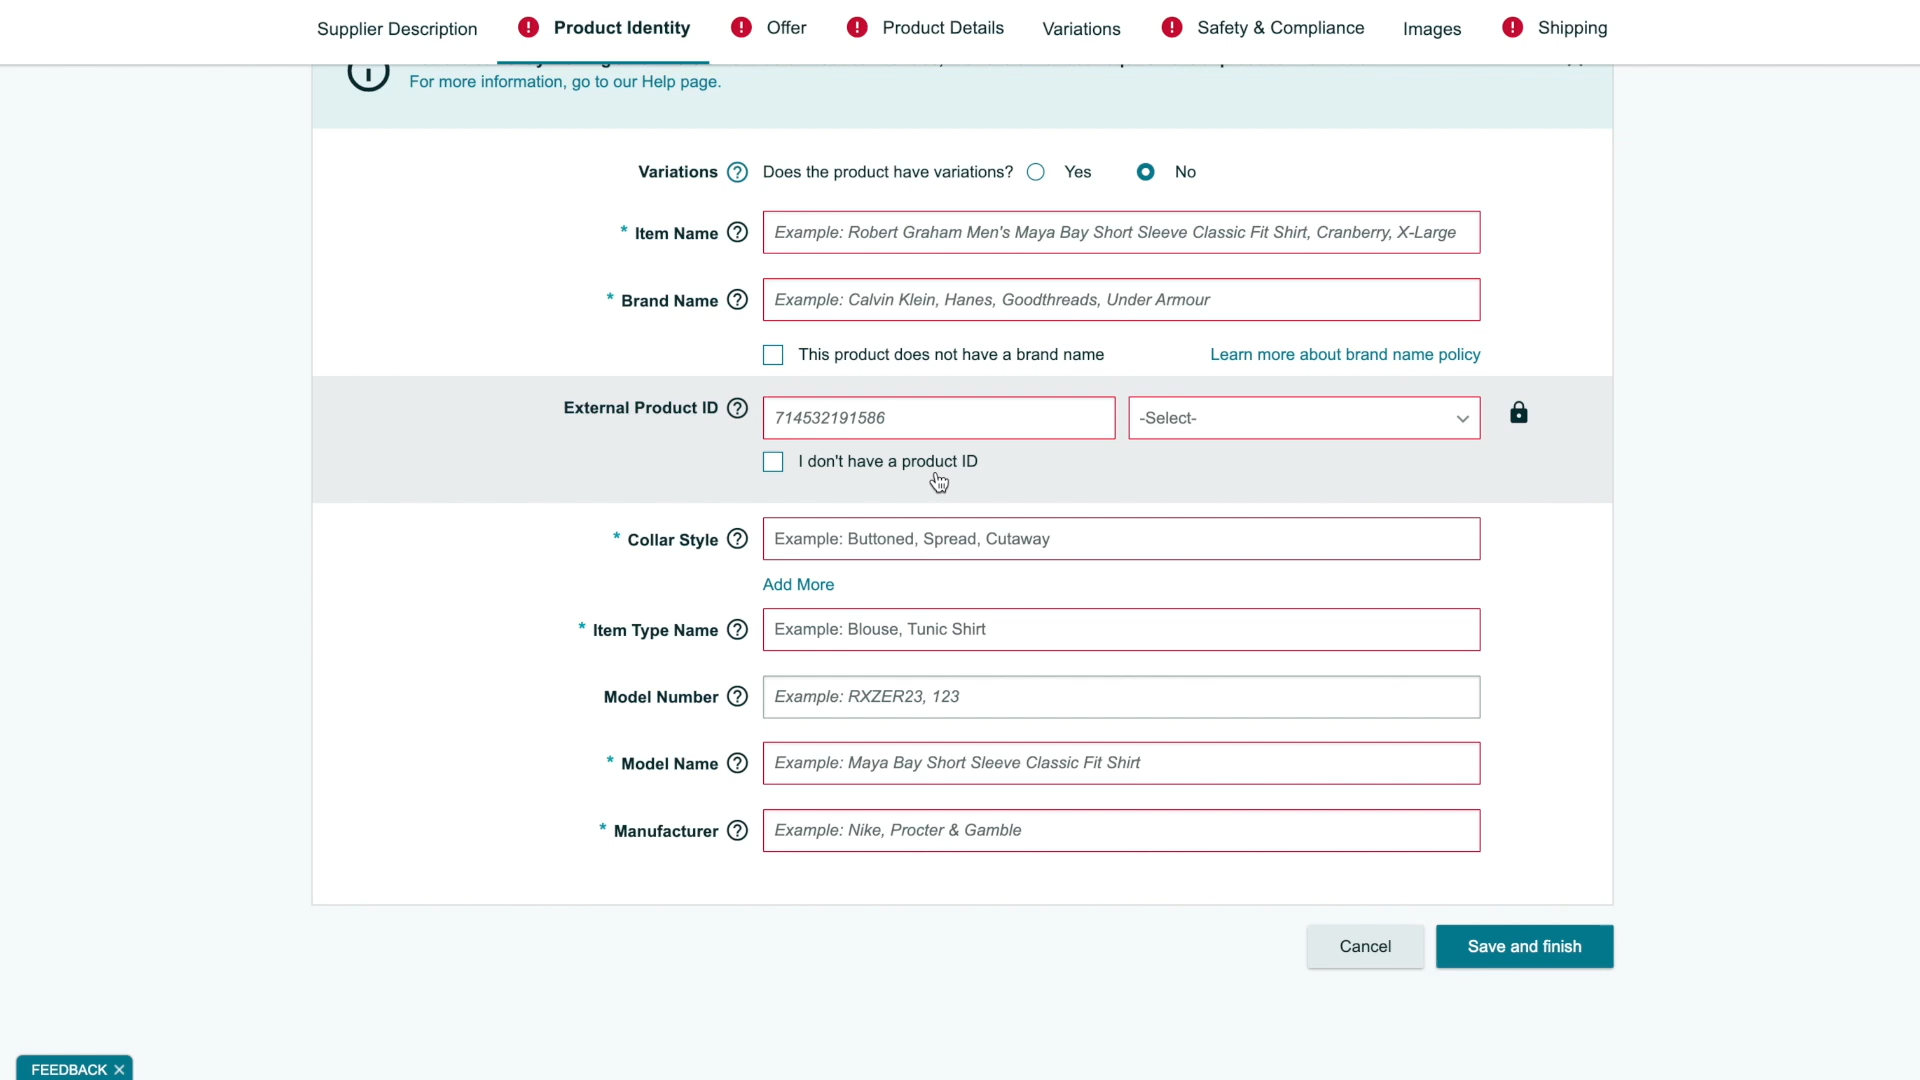 Supplier Description Product Identity Offer Product Details Variations Safety & Compliance Images Shipping
For more information, go to our Help page.
Variations Does the product have variations? Yes No
* Item Name Example: Robert Graham Men's Maya Bay Short Sleeve Classic Fit Shirt, Cranberry, X-Large
* Brand Name Example: Calvin Klein, Hanes, Goodthreads, Under Armour
This product does not have a brand name Learn more about brand name policy
External Product ID 714532191586 -Select-
I don't have a product ID
* Collar Style Example: Buttoned, Spread, Cutaway
Add More
* Item Type Name Example: Blouse, Tunic Shirt
Model Number Example: RXZER23, 123
* Model Name Example: Maya Bay Short Sleeve Classic Fit Shirt
* Manufacturer Example: Nike, Procter & Gamble
Cancel Save and finish
FEEDBACK